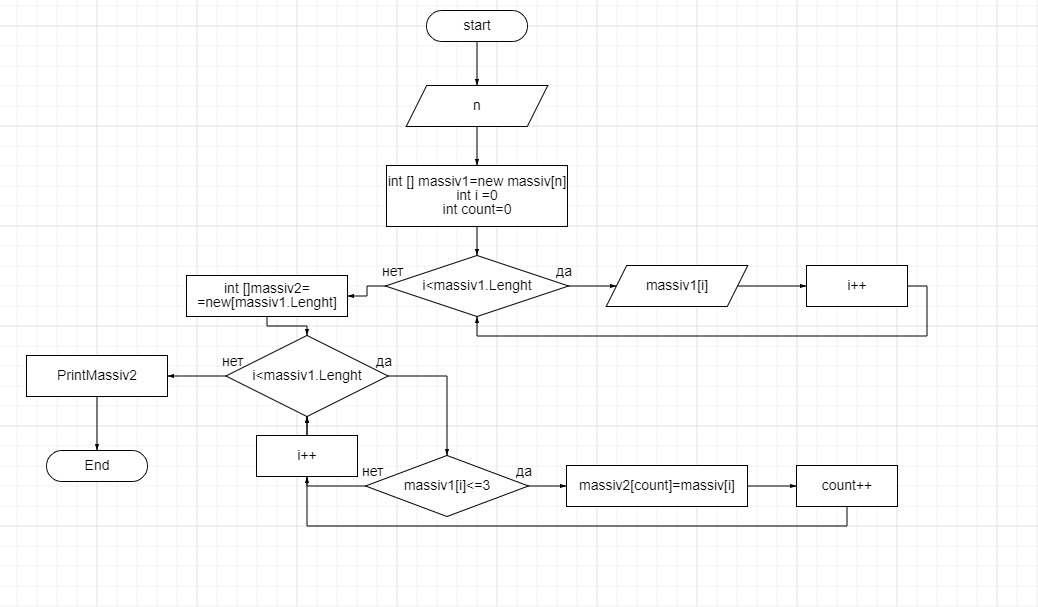 start
n
int [] massiv1=new massiv[n]
int i =0
int count=0
нет
да
i<massiv1.Lenght
massiv1[i]
i++
int []massiv2=
=new[massiv1.Lenght]
нет
да
i<massiv1.Lenght
PrintMassiv2
End
i++
нет
да
massiv1[i]<=3
massiv2[count]=massiv[i]
count++